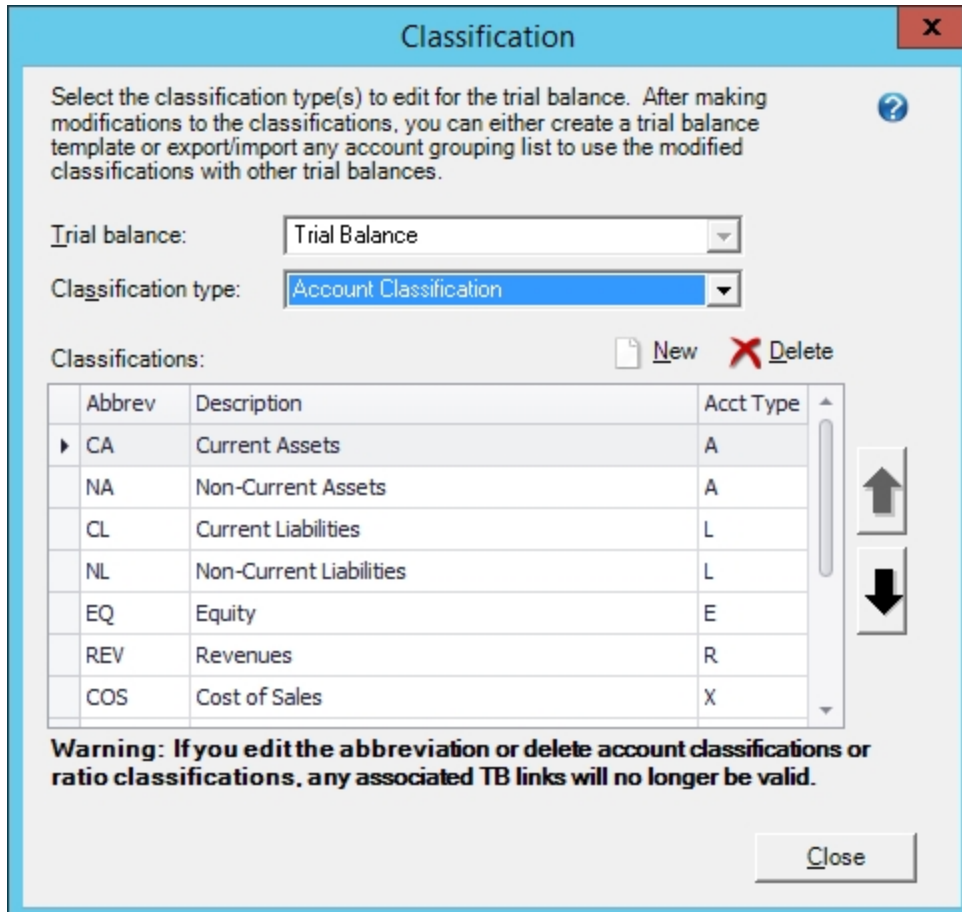 Classification
x
Select the classification type(s) to edit for the trial balance.  After making
modifications to the classifications, you can either create a trial balance
template or export/import any account grouping list to use the modified
classifications with other trial balances.
?
Trial balance: Trial Balance
Classification type: Account Classification
Classifications: New Delete
Abbrev Description Acct Type
CA Current Assets A
NA Non-Current Assets A
CL Current Liabilities L
NL Non-Current Liabilities L
EQ Equity E
REV Revenues R
COS Cost of Sales X
Warning: If you edit the abbreviation or delete account classifications or
ratio classifications, any associated TB links will no longer be valid.
Close